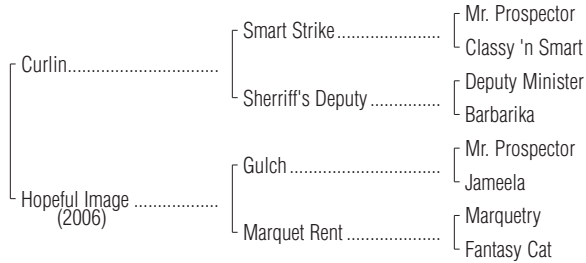 Mr. Prospector
Smart Strike....................
Classy 'n Smart
Curlin.............................
Deputy Minister
Sherriff's Deputy .............
Barbarika
Mr. Prospector
Gulch .............................
Jameela
Hopeful Image ................
(2006)
Marquetry
Marquet Rent ..................
Fantasy Cat